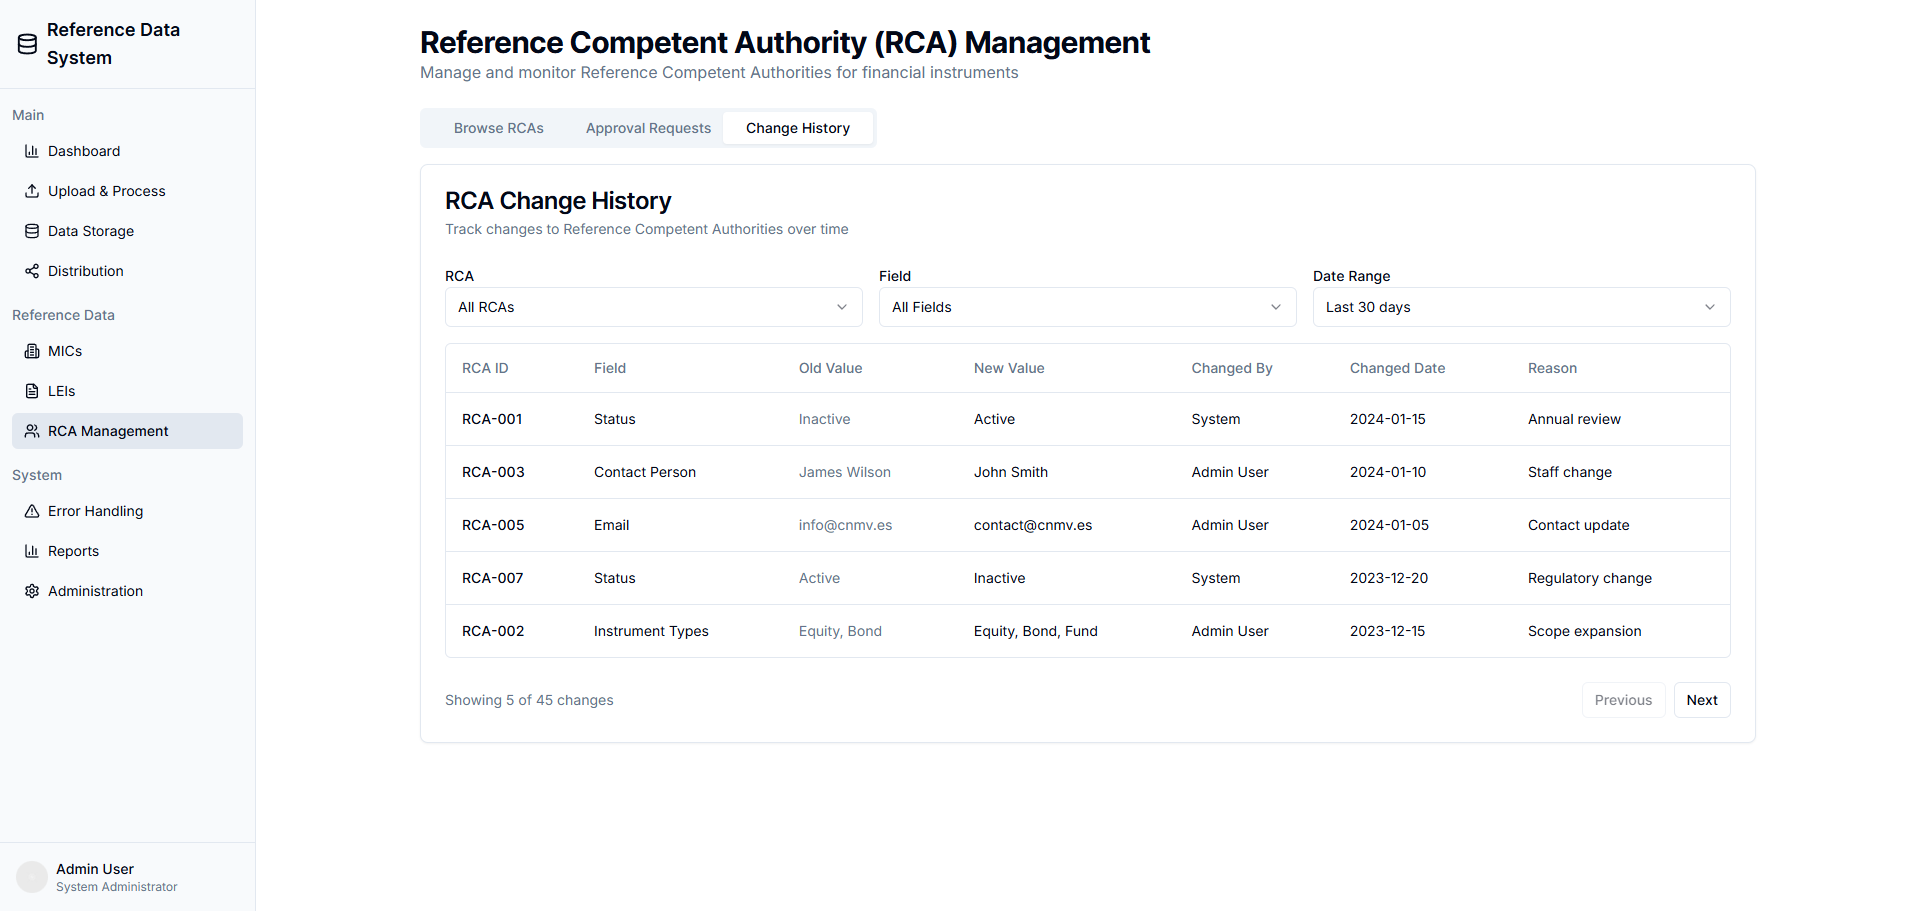 Reference Data
System
Main
Dashboard
Upload & Process
Data Storage
Distribution
Reference Data
MICs
LEIs
RCA Management
System
Error Handling
Reports
Administration
Admin User
System Administrator
Reference Competent Authority (RCA) Management
Manage and monitor Reference Competent Authorities for financial instruments
Browse RCAs Approval Requests Change History
RCA Change History
Track changes to Reference Competent Authorities over time
RCA Field Date Range
All RCAs All Fields Last 30 days
RCA ID Field Old Value New Value Changed By Changed Date Reason
RCA-001 Status Inactive Active System 2024-01-15 Annual review
RCA-003 Contact Person James Wilson John Smith Admin User 2024-01-10 Staff change
RCA-005 Email info@cnmv.es contact@cnmv.es Admin User 2024-01-05 Contact update
RCA-007 Status Active Inactive System 2023-12-20 Regulatory change
RCA-002 Instrument Types Equity, Bond Equity, Bond, Fund Admin User 2023-12-15 Scope expansion
Showing 5 of 45 changes Previous Next